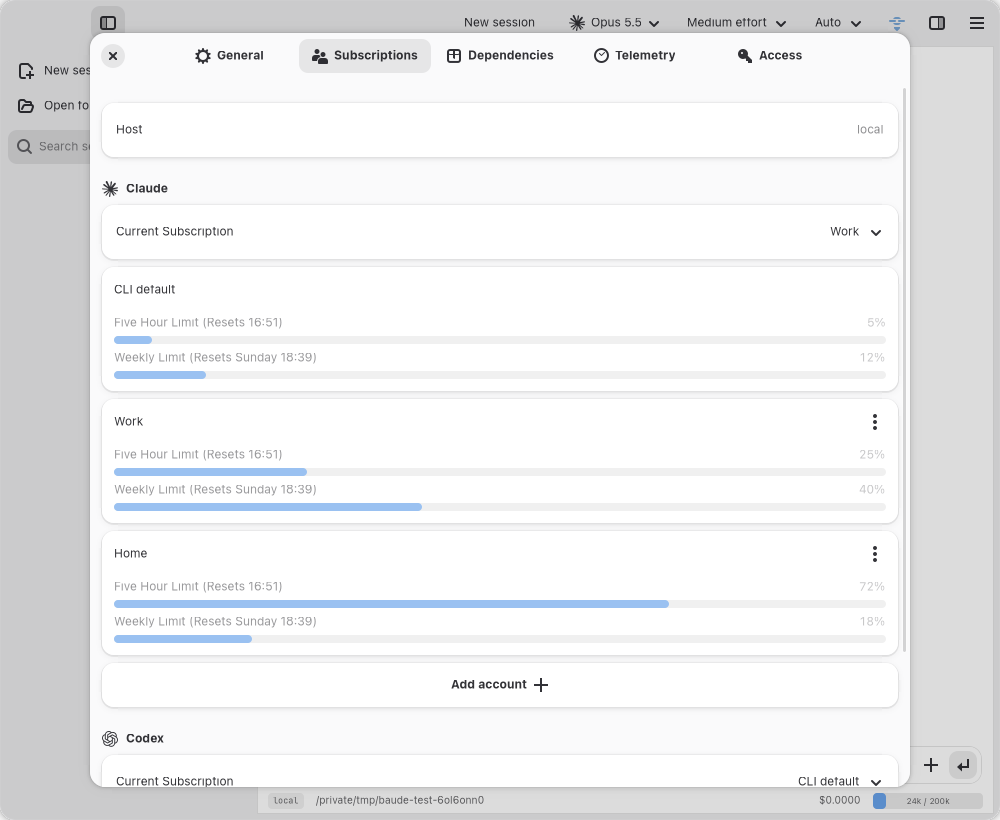 New session
Opus 5.5
Medium effort
Auto
New ses
Open to
Search s
General
Subscriptions
Dependencies
Telemetry
Access
Host
local
Claude
Current Subscription
Work
CLI default
Five Hour Limit (Resets 16:51)
5%
Weekly Limit (Resets Sunday 18:39)
12%
Work
Five Hour Limit (Resets 16:51)
25%
Weekly Limit (Resets Sunday 18:39)
40%
Home
Five Hour Limit (Resets 16:51)
72%
Weekly Limit (Resets Sunday 18:39)
18%
Add account
Codex
Current Subscription
CLI default
local
/private/tmp/baude-test-6ol6onn0
$0.0000
24k / 200k